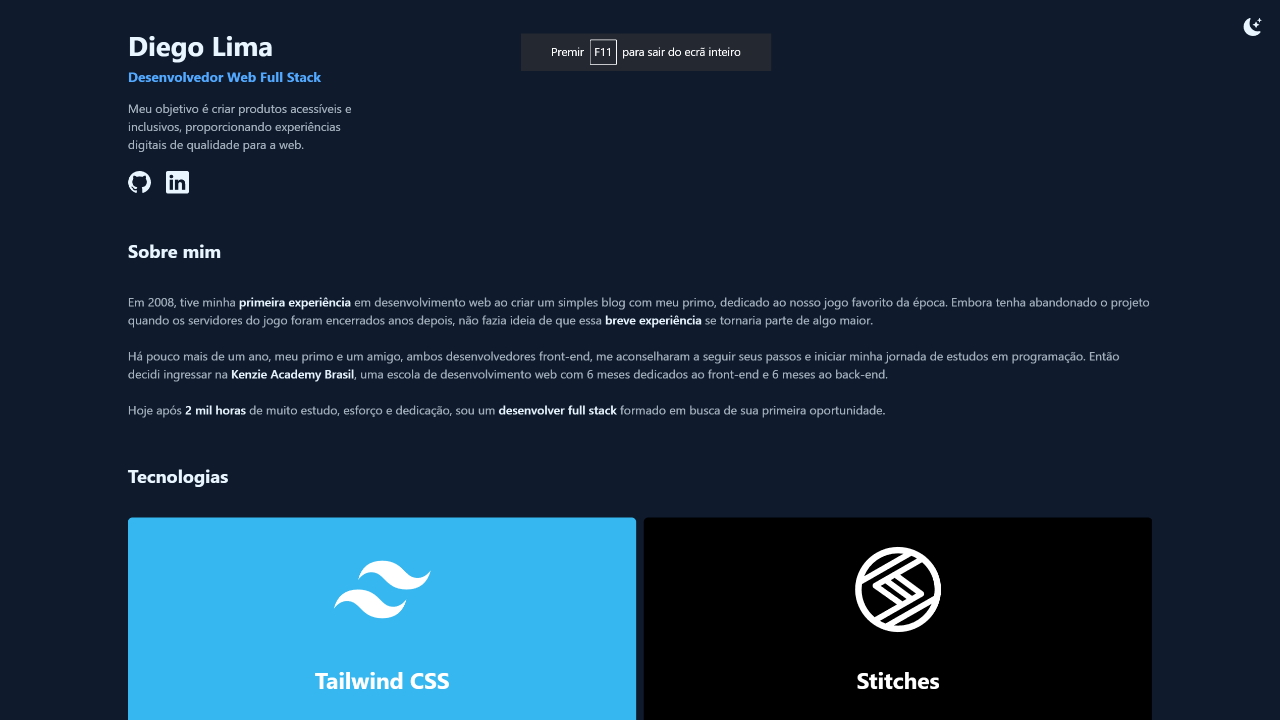 Diego Lima
Desenvolvedor Web Full Stack
Premir F11 para sair do ecrã inteiro
Meu objetivo é criar produtos acessíveis e
inclusivos, proporcionando experiências
digitais de qualidade para a web.
Sobre mim
Em 2008, tive minha primeira experiência em desenvolvimento web ao criar um simples blog com meu primo, dedicado ao nosso jogo favorito da época. Embora tenha abandonado o projeto
quando os servidores do jogo foram encerrados anos depois, não fazia ideia de que essa breve experiência se tornaria parte de algo maior.
Há pouco mais de um ano, meu primo e um amigo, ambos desenvolvedores front-end, me aconselharam a seguir seus passos e iniciar minha jornada de estudos em programação. Então
decidi ingressar na Kenzie Academy Brasil, uma escola de desenvolvimento web com 6 meses dedicados ao front-end e 6 meses ao back-end.
Hoje após 2 mil horas de muito estudo, esforço e dedicação, sou um desenvolver full stack formado em busca de sua primeira oportunidade.
Tecnologias
Tailwind CSS
Stitches